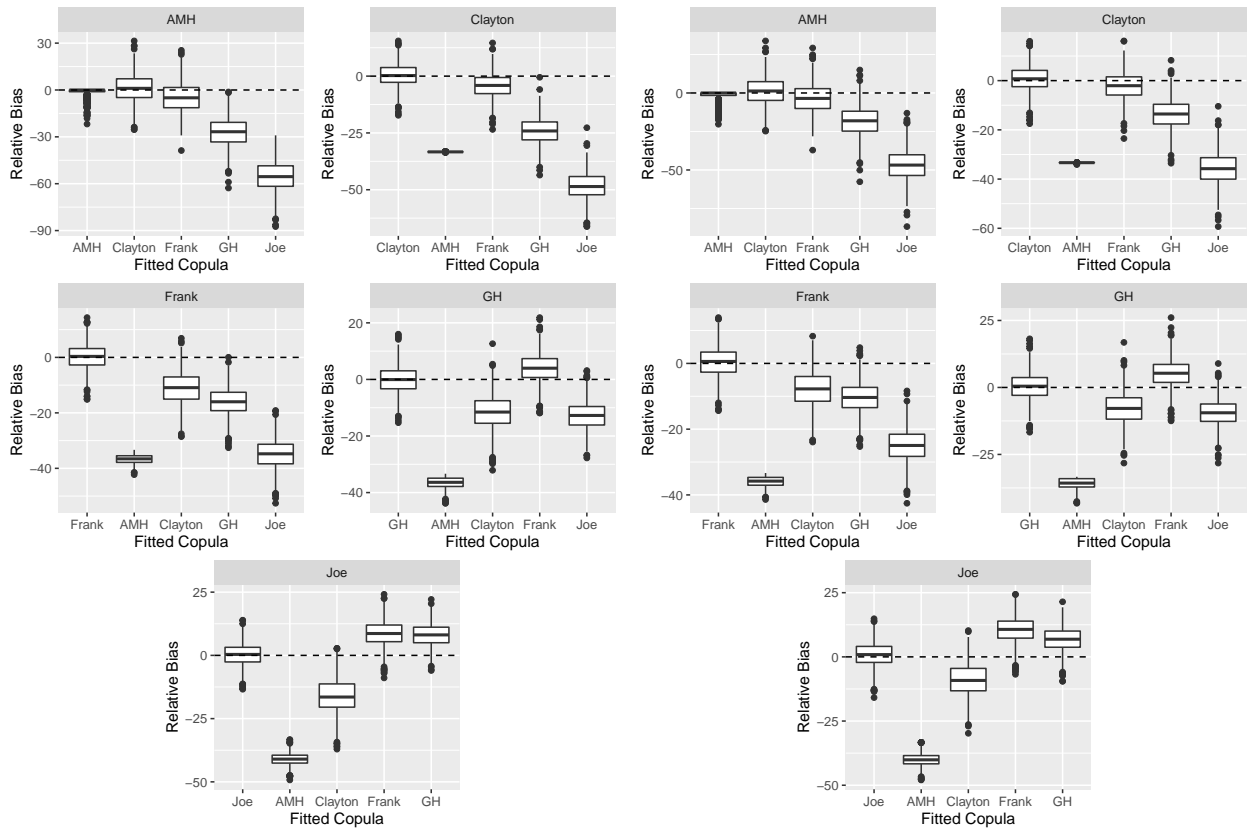 AMH
Relative Bias
30
0
−30
−60
−90
AMH Clayton Frank GH Joe
Fitted Copula
Clayton
Relative Bias
0
−25
−50
Clayton AMH Frank GH Joe
Fitted Copula
AMH
Relative Bias
0
−50
AMH Clayton Frank GH Joe
Fitted Copula
Clayton
Relative Bias
0
−20
−40
−60
Clayton AMH Frank GH Joe
Fitted Copula
Frank
Relative Bias
0
−20
−40
Frank AMH Clayton GH Joe
Fitted Copula
GH
Relative Bias
20
0
−20
−40
GH AMH Clayton Frank Joe
Fitted Copula
Frank
Relative Bias
0
−20
−40
Frank AMH Clayton GH Joe
Fitted Copula
GH
Relative Bias
25
0
−25
GH AMH Clayton Frank Joe
Fitted Copula
Joe
Relative Bias
25
0
−25
−50
Joe AMH Clayton Frank GH
Fitted Copula
Joe
Relative Bias
25
0
−25
−50
Joe AMH Clayton Frank GH
Fitted Copula